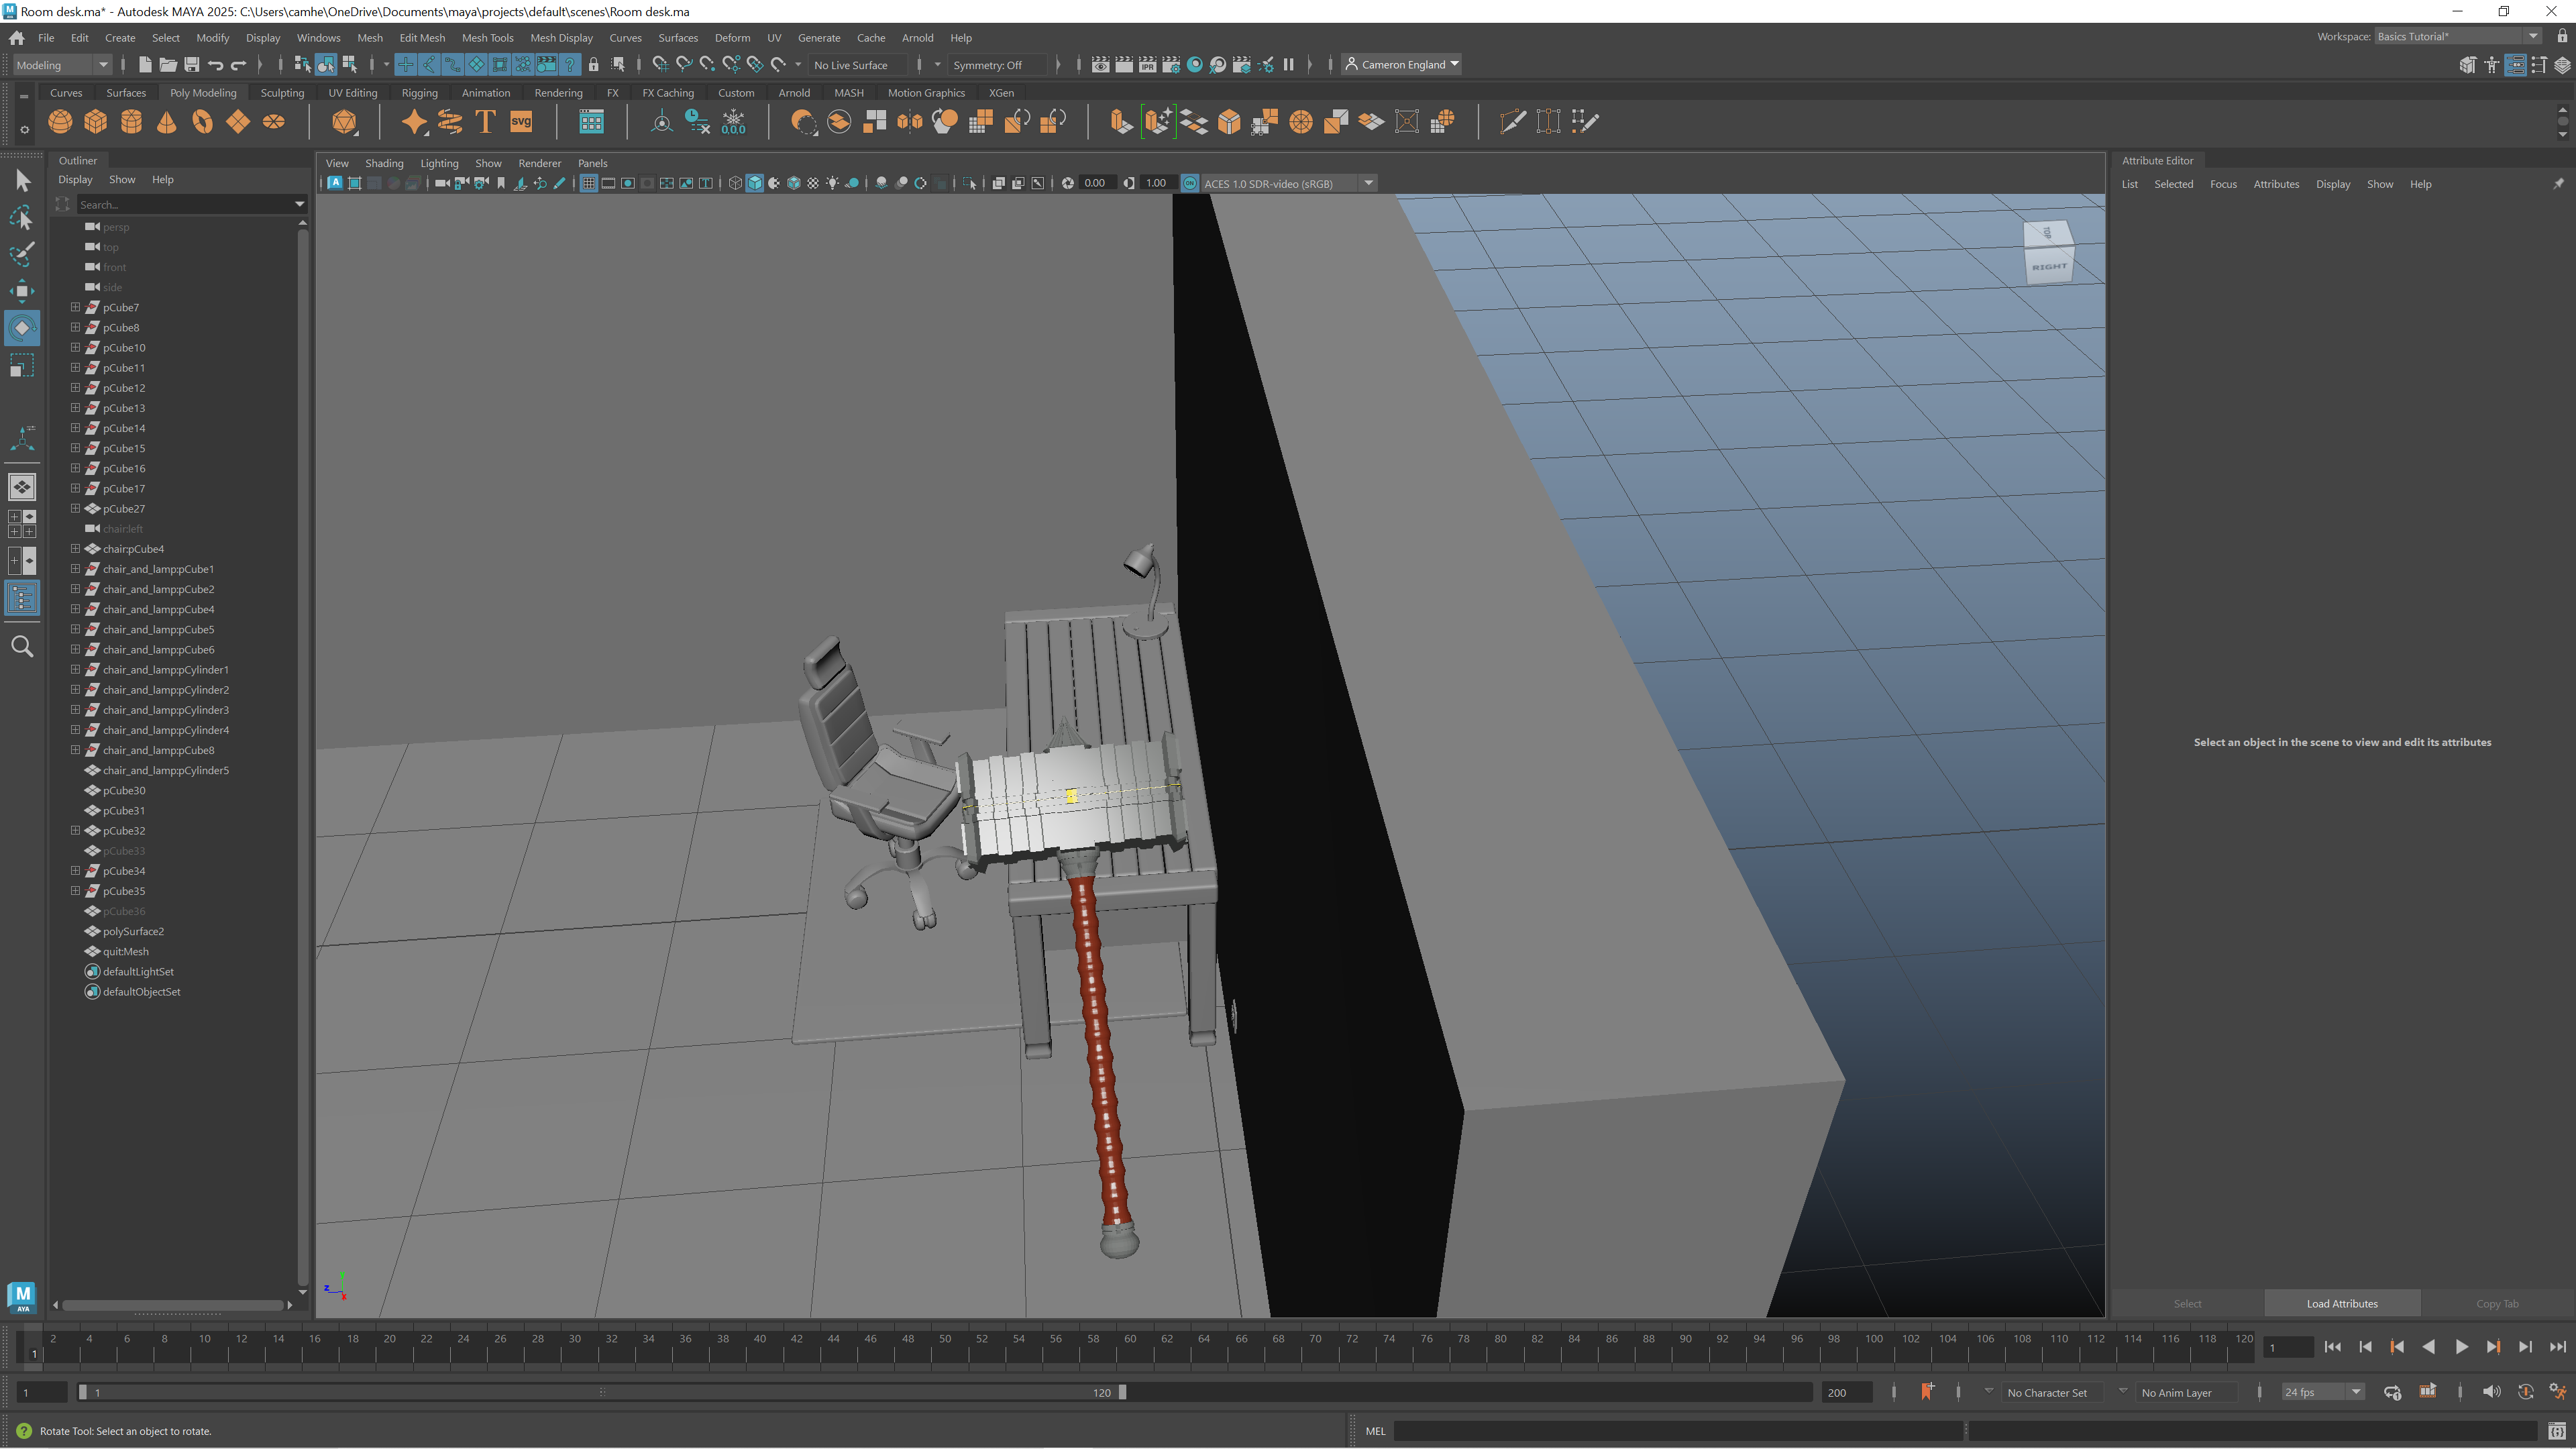 Room desk.ma* - Autodesk MAYA 2025: C:\Users\camhe\OneDrive\Documents\maya\projects\default\scenes\Room desk.ma
File Edit Create Select Modify Display Windows Mesh Edit Mesh Mesh Tools Mesh Display Curves Surfaces Deform UV Generate Cache Arnold Help
Workspace: Basics Tutorial*
Modeling
No Live Surface
Symmetry: Off
IPR
Cameron England
Curves Surfaces Poly Modeling Sculpting UV Editing Rigging Animation Rendering FX FX Caching Custom Arnold MASH Motion Graphics XGen
T SVG 0,0,0
Outliner
Display Show Help
Search...
View Shading Lighting Show Renderer Panels
0.00 1.00 ON ACES 1.0 SDR-video (sRGB)
Attribute Editor
List Selected Focus Attributes Display Show Help
persp
top
front
side
pCube7
pCube8
pCube10
pCube11
pCube12
pCube13
pCube14
pCube15
pCube16
pCube17
pCube27
chair:left
chair:pCube4
chair_and_lamp:pCube1
chair_and_lamp:pCube2
chair_and_lamp:pCube4
chair_and_lamp:pCube5
chair_and_lamp:pCube6
chair_and_lamp:pCylinder1
chair_and_lamp:pCylinder2
chair_and_lamp:pCylinder3
chair_and_lamp:pCylinder4
chair_and_lamp:pCube8
chair_and_lamp:pCylinder5
pCube30
pCube31
pCube32
pCube33
pCube34
pCube35
pCube36
polySurface2
quit:Mesh
defaultLightSet
defaultObjectSet
TOP
RIGHT
Select an object in the scene to view and edit its attributes
Y
Z
X
M
AYA
Select Load Attributes Copy Tab
2 4 6 8 10 12 14 16 18 20 22 24 26 28 30 32 34 36 38 40 42 44 46 48 50 52 54 56 58 60 62 64 66 68 70 72 74 76 78 80 82 84 86 88 90 92 94 96 98 100 102 104 106 108 110 112 114 116 118 120
1
1
1 1 120 200 No Character Set No Anim Layer 24 fps
Rotate Tool: Select an object to rotate.
MEL